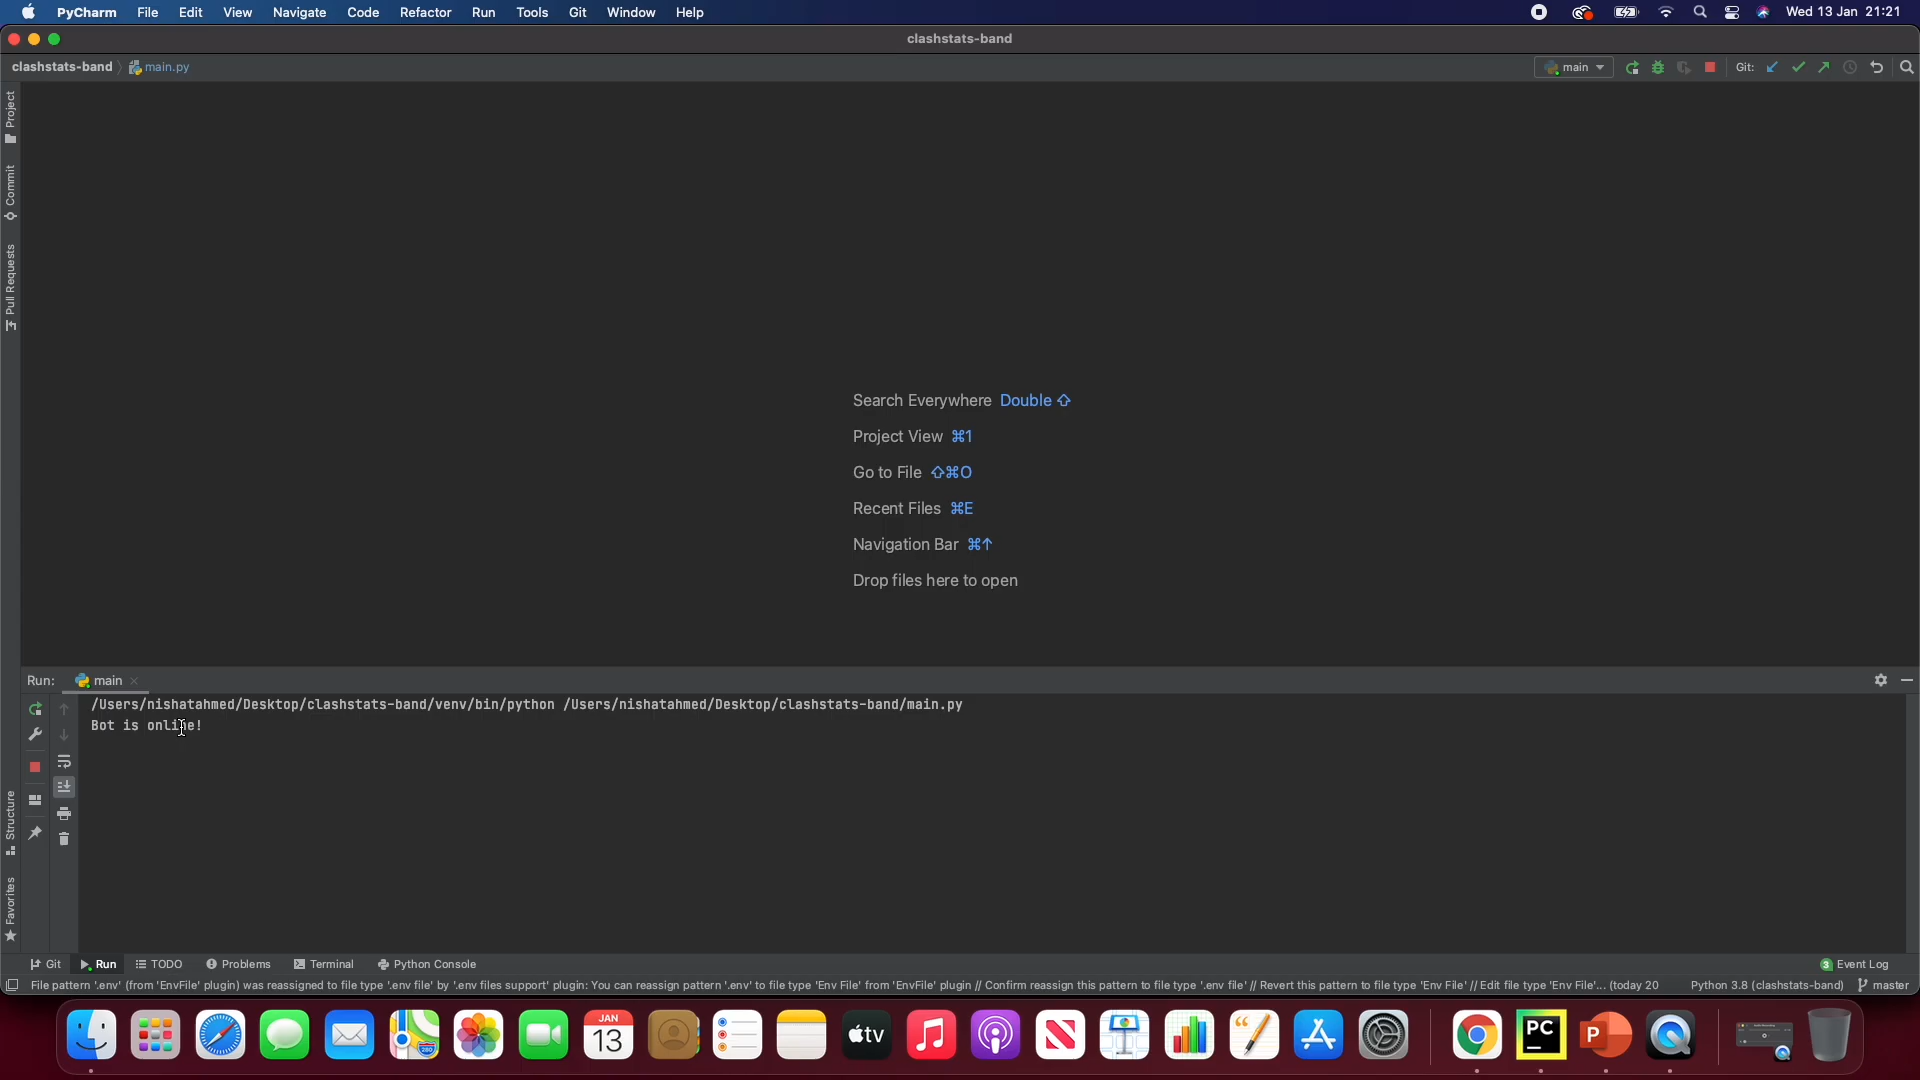 PyCharm File Edit View Navigate Code Refactor Run Tools Git Window Help Wed 13 Jan 21:21
clashstats-band
clashstats-band main.py main Git:
Project
Commit
Pull Requests
Search Everywhere Double ⇧
Project View ⌘1
Go to File ⇧⌘O
Recent Files ⌘E
Navigation Bar ⌘↑
Drop files here to open
Run: main
/Users/nishatahmed/Desktop/clashstats-band/venv/bin/python /Users/nishatahmed/Desktop/clashstats-band/main.py
Bot is online!
Structure
Favorites
Git Run TODO Problems Terminal Python Console 3 Event Log
File pattern '.env' (from 'EnvFile' plugin) was reassigned to file type '.env file' by '.env files support' plugin: You can reassign pattern '.env' to file type 'Env File' from 'EnvFile' plugin // Confirm reassign this pattern to file type '.env file' // Revert this pattern to file type 'Env File' // Edit file type 'Env File'... (today 20 Python 3.8 (clashstats-band) master
JAN
13
280
tv
PC
P